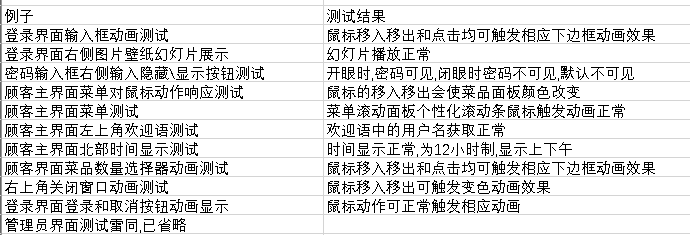 例子 测试结果
登录界面输入框动画测试 鼠标移入移出和点击均可触发相应下边框动画效果
登录界面右侧图片壁纸幻灯片展示 幻灯片播放正常
密码输入框右侧输入隐藏\显示按钮测试 开眼时,密码可见,闭眼时密码不可见,默认不可见
顾客主界面菜单对鼠标动作响应测试 鼠标的移入移出会使菜品面板颜色改变
顾客主界面菜单测试 菜单滚动面板个性化滚动条鼠标触发动画正常
顾客主界面左上角欢迎语测试 欢迎语中的用户名获取正常
顾客主界面北部时间显示测试 时间显示正常,为12小时制,显示上下午
顾客界面菜品数量选择器动画测试 鼠标移入移出和点击均可触发相应下边框动画效果
右上角关闭窗口动画测试 鼠标移入移出可触发变色动画效果
登录界面登录和取消按钮动画显示 鼠标动作可正常触发相应动画
管理员界面测试雷同,已省略